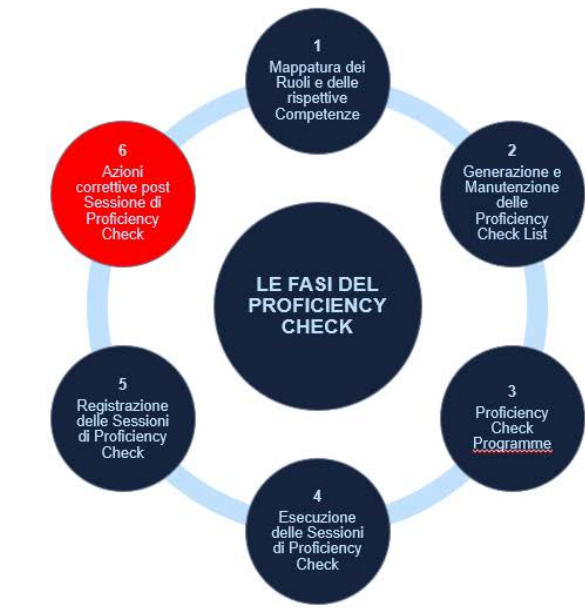 1
Mappatura dei
Ruoli e delle
rispettive
Competenze
2
Generazione e
Manutenzione
delle
Proficiency
Check List
3
Proficiency
Check
Programme
4
Esecuzione
delle Sessioni
di Proficiency
Check
5
Registrazione
delle Sessioni
di Proficiency
Check
6
Azioni
correttive post
Sessione di
Proficiency
Check
LE FASI DEL
PROFICIENCY
CHECK